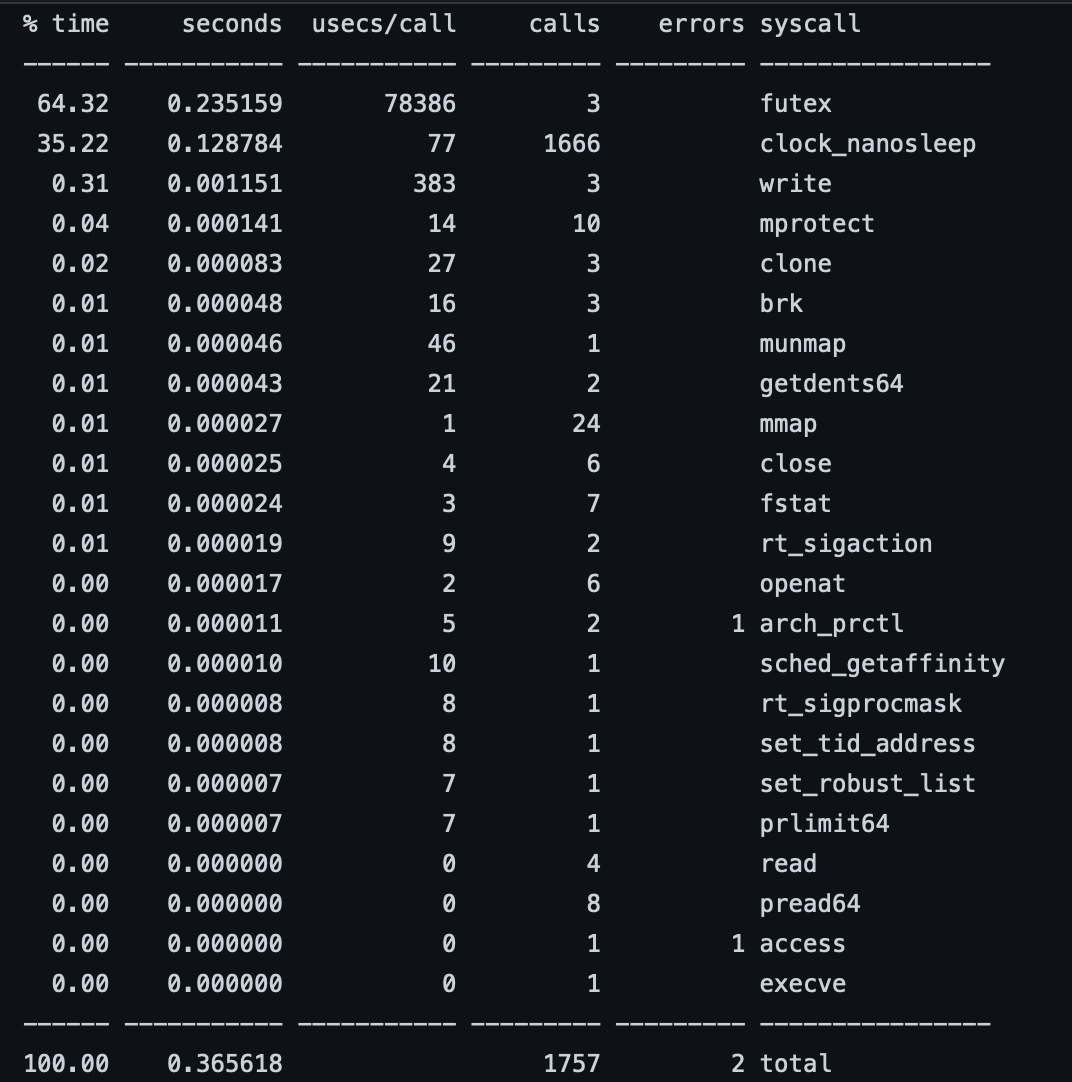 % time     seconds  usecs/call     calls    errors syscall
------ ----------- ----------- --------- --------- ----------------
 64.32    0.235159       78386         3           futex
 35.22    0.128784          77      1666           clock_nanosleep
  0.31    0.001151         383         3           write
  0.04    0.000141          14        10           mprotect
  0.02    0.000083          27         3           clone
  0.01    0.000048          16         3           brk
  0.01    0.000046          46         1           munmap
  0.01    0.000043          21         2           getdents64
  0.01    0.000027           1        24           mmap
  0.01    0.000025           4         6           close
  0.01    0.000024           3         7           fstat
  0.01    0.000019           9         2           rt_sigaction
  0.00    0.000017           2         6           openat
  0.00    0.000011           5         2         1 arch_prctl
  0.00    0.000010          10         1           sched_getaffinity
  0.00    0.000008           8         1           rt_sigprocmask
  0.00    0.000008           8         1           set_tid_address
  0.00    0.000007           7         1           set_robust_list
  0.00    0.000007           7         1           prlimit64
  0.00    0.000000           0         4           read
  0.00    0.000000           0         8           pread64
  0.00    0.000000           0         1         1 access
  0.00    0.000000           0         1           execve
------ ----------- ----------- --------- --------- ----------------
100.00    0.365618                  1757         2 total